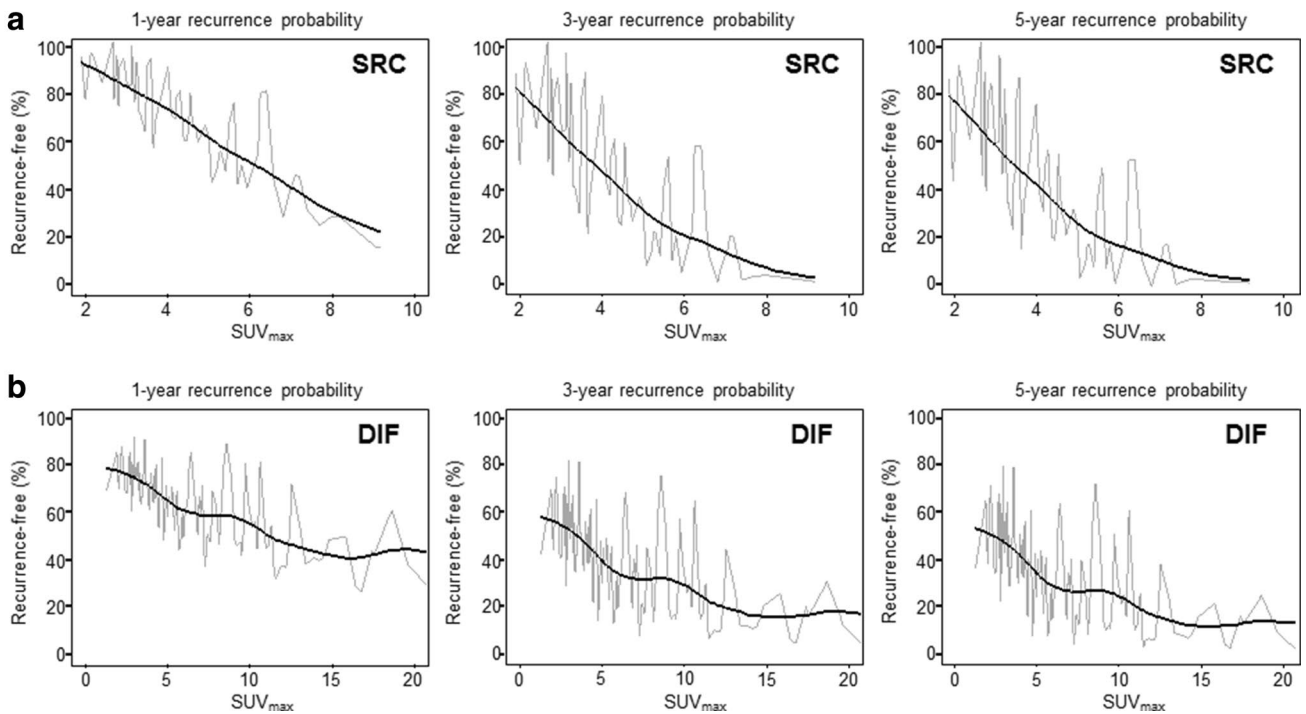 a
1-year recurrence probability
3-year recurrence probability
5-year recurrence probability
SRC
SRC
SRC
Recurrence-free (%)
100
80
60
40
20
0
2 4 6 8 10
SUVmax
Recurrence-free (%)
100
80
60
40
20
0
2 4 6 8 10
SUVmax
Recurrence-free (%)
100
80
60
40
20
0
2 4 6 8 10
SUVmax
b
1-year recurrence probability
3-year recurrence probability
5-year recurrence probability
DIF
DIF
DIF
Recurrence-free (%)
100
80
60
40
20
0
0 5 10 15 20
SUVmax
Recurrence-free (%)
100
80
60
40
20
0
0 5 10 15 20
SUVmax
Recurrence-free (%)
100
80
60
40
20
0
0 5 10 15 20
SUVmax